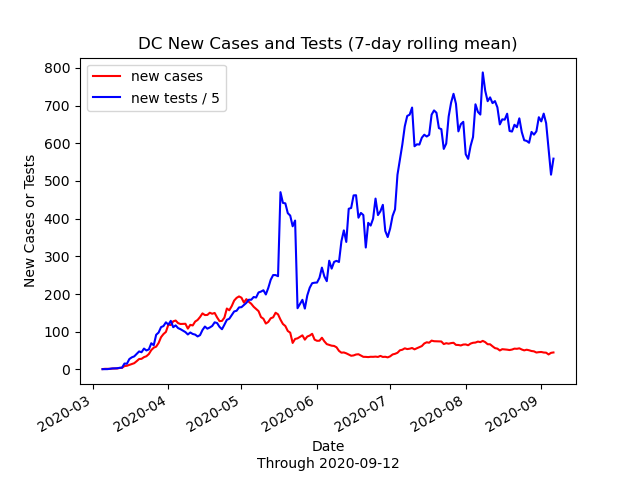 DC New Cases and Tests (7-day rolling mean)
new cases
new tests / 5
800
700
600
500
400
300
200
100
0
New Cases or Tests
2020-03
2020-04
2020-05
2020-06
2020-07
2020-08
2020-09
Date
Through 2020-09-12